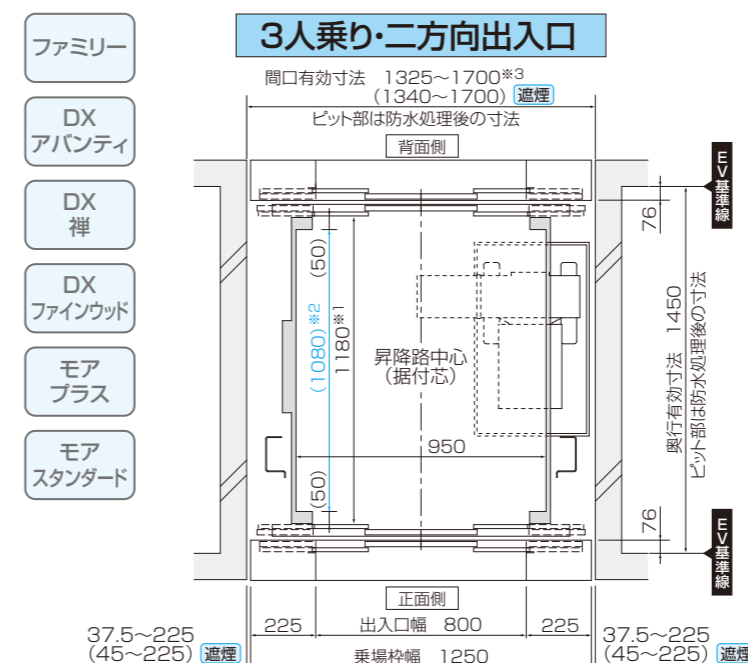 ファミリー
DX
アバンティ
DX
禅
DX
ファインウッド
モア
プラス
モア
スタンダード
3人乗り・二方向出入口
間口有効寸法 1325〜1700※3
(1340〜1700) 遮煙
ピット部は防水処理後の寸法
背面側
EV基準線
76
(50)
(1080)※2
1180※1
昇降路中心
(据付芯)
奥行有効寸法 1450
ピット部は防水処理後の寸法
950
(50)
76
EV基準線
正面側
225
出入口幅 800
225
37.5〜225
(45〜225) 遮煙
乗場枠幅 1250
37.5〜225
(45〜225) 遮煙